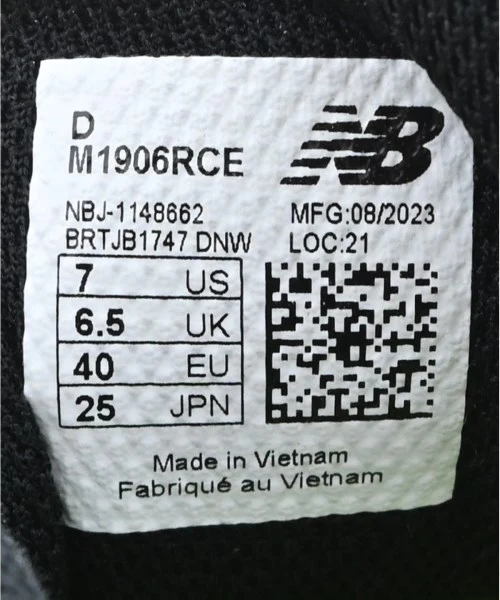 D
M1906RCE
NB
NBJ-1148662
MFG:08/2023
BRTJB1747 DNW
LOC:21
7 US
6.5 UK
40 EU
25 JPN
Made in Vietnam
Fabriqué au Vietnam